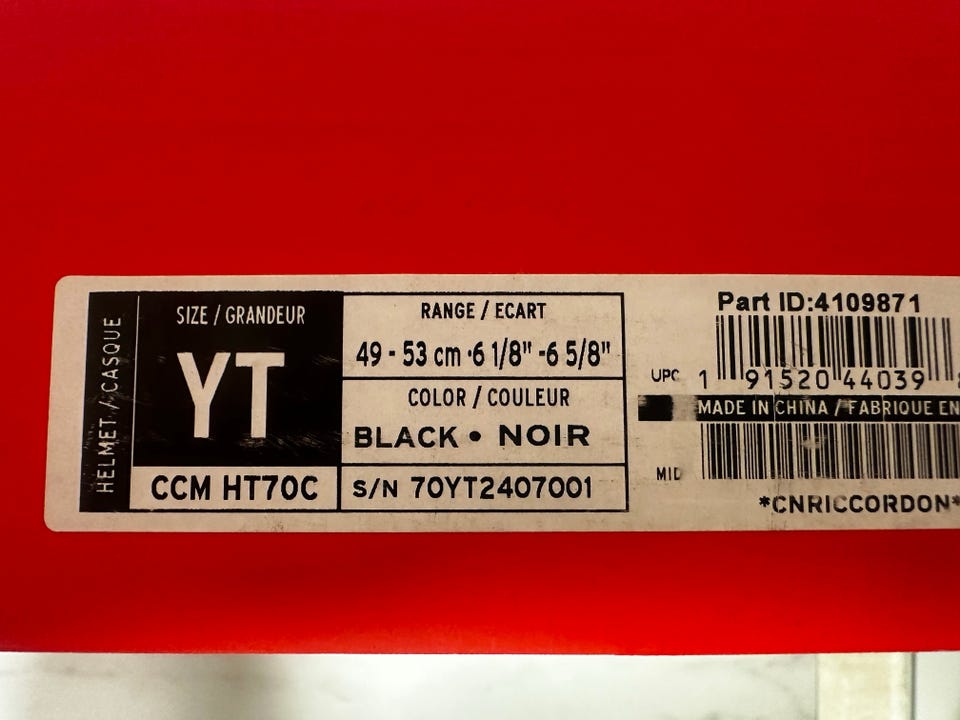 HELMET / CASQUE
SIZE / GRANDEUR
YT
CCM HT70C
RANGE / ECART
49 - 53 cm -6 1/8" -6 5/8"
COLOR / COULEUR
BLACK • NOIR
S/N 70YT2407001
Part ID:4109871
UPC 1 91520 44039
MADE IN CHINA / FABRIQUE EN
MID
*CNRICCORDON*